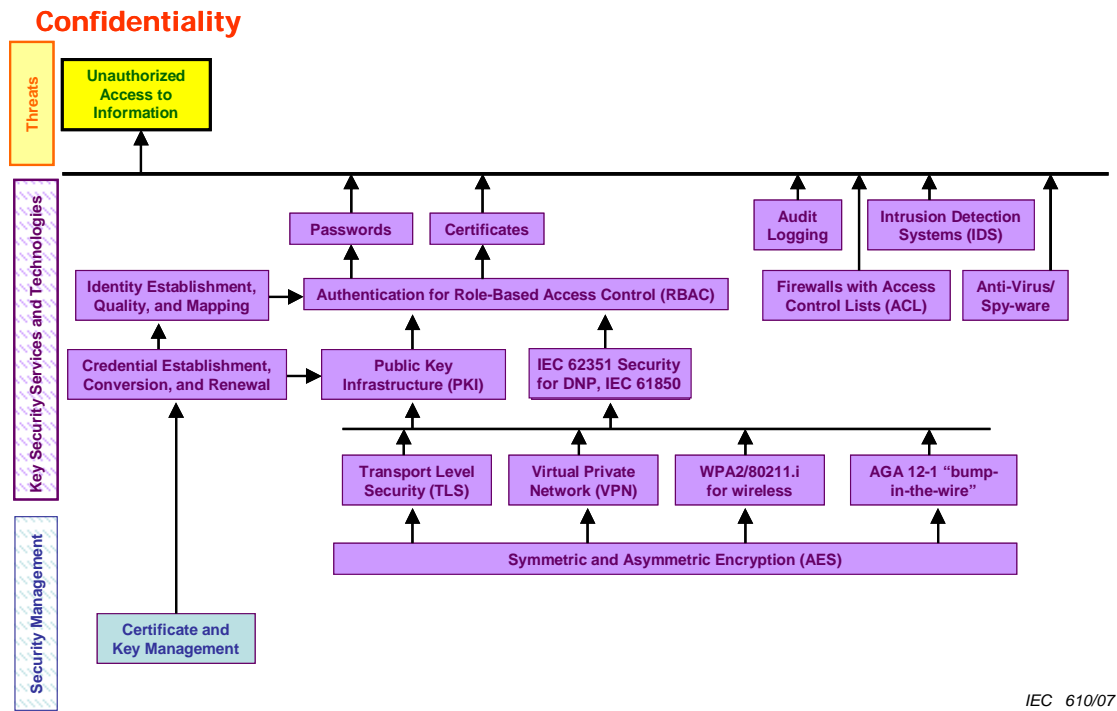 Confidentiality
Threats
Unauthorized
Access to
Information
Key Security Services and Technologies
Passwords
Certificates
Audit
Logging
Intrusion Detection
Systems (IDS)
Identity Establishment,
Quality, and Mapping
Authentication for Role-Based Access Control (RBAC)
Firewalls with Access
Control Lists (ACL)
Anti-Virus/
Spy-ware
Credential Establishment,
Conversion, and Renewal
Public Key
Infrastructure (PKI)
IEC 62351 Security
for DNP, IEC 61850
Transport Level
Security (TLS)
Virtual Private
Network (VPN)
WPA2/80211.i
for wireless
AGA 12-1 “bump-
in-the-wire”
Symmetric and Asymmetric Encryption (AES)
Security Management
Certificate and
Key Management
IEC 610/07